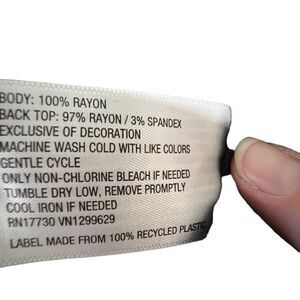 BODY: 100% RAYON
BACK TOP: 97% RAYON / 3% SPANDEX
EXCLUSIVE OF DECORATION
MACHINE WASH COLD WITH LIKE COLORS
GENTLE CYCLE
ONLY NON-CHLORINE BLEACH IF NEEDED
TUMBLE DRY LOW, REMOVE PROMPTLY
COOL IRON IF NEEDED
RN17730 VN1299629
LABEL MADE FROM 100% RECYCLED PLASTIC